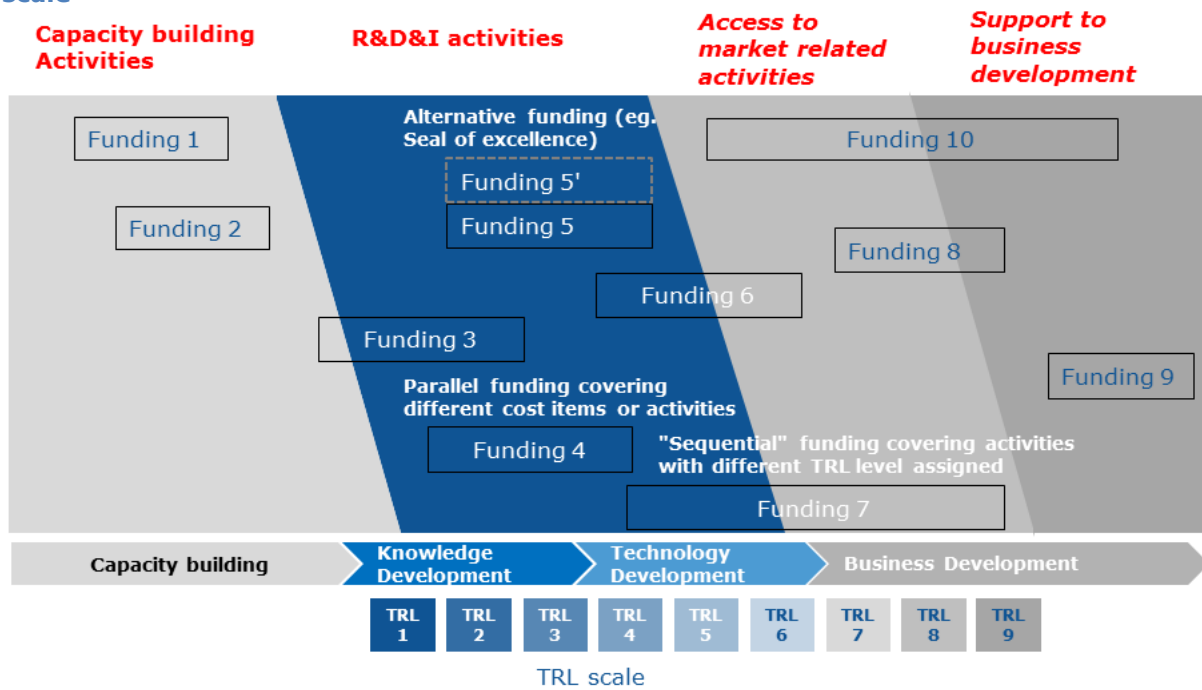 scale
Capacity building
Activities
R&D&I activities
Access to
market related
activities
Support to
business
development
Alternative funding (eg.
Seal of excellence)
Funding 1
Funding 10
Funding 5'
Funding 2
Funding 5
Funding 8
Funding 6
Funding 3
Funding 9
Parallel funding covering
different cost items or activities
Funding 4
"Sequential" funding covering activities
with different TRL level assigned
Funding 7
Capacity building
Knowledge
Development
Technology
Development
Business Development
TRL
1
TRL
2
TRL
3
TRL
4
TRL
5
TRL
6
TRL
7
TRL
8
TRL
9
TRL scale